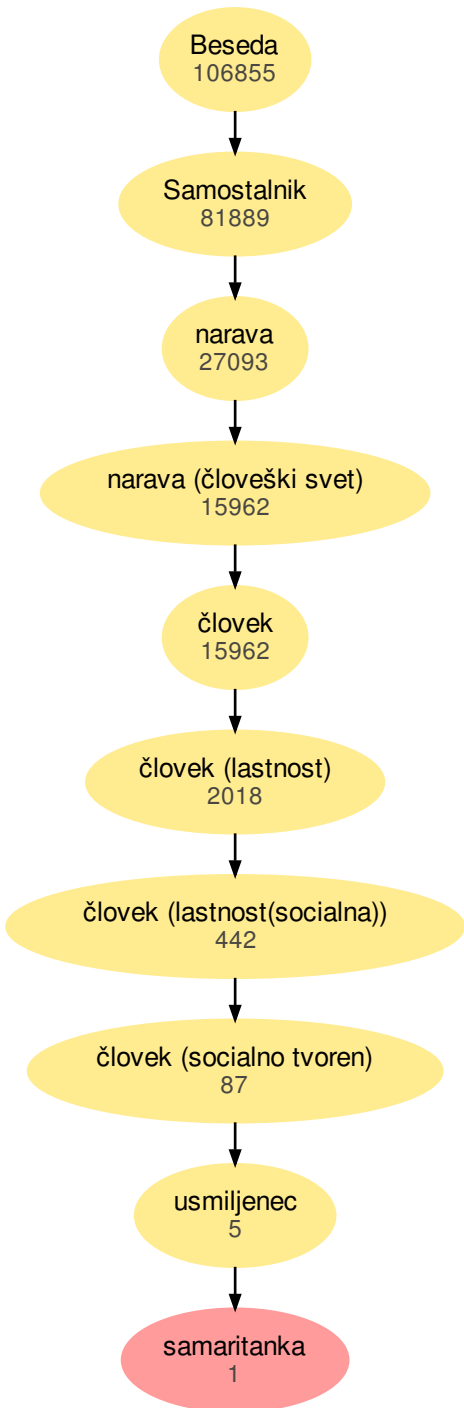 Beseda
106855
Samostalnik
81889
narava
27093
narava (človeški svet)
15962
človek
15962
človek (lastnost)
2018
človek (lastnost(socialna))
442
človek (socialno tvoren)
87
usmiljenec
5
samaritanka
1